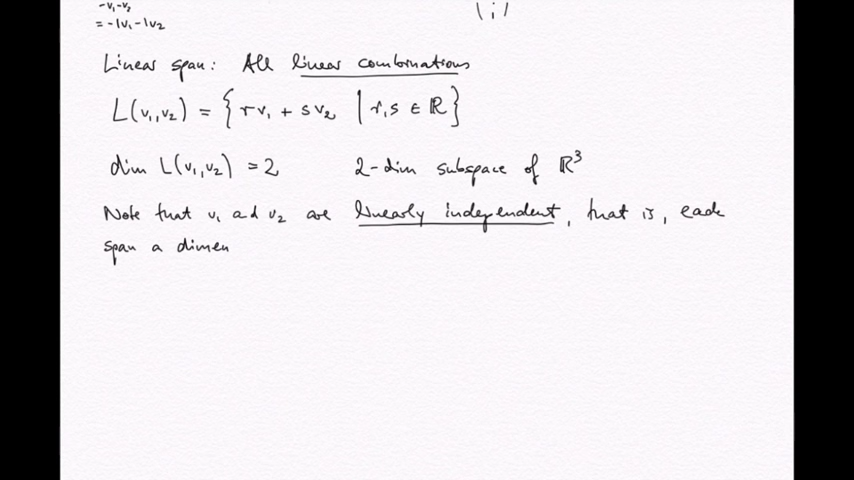 -v₁-v₂
= -1v₁ -1v₂
Linear span: All linear combinations
L(v₁,v₂) = { rv₁ + sv₂ | r,s ∈ ℝ }
dim L(v₁,v₂) = 2 2-dim subspace of ℝ³
Note that v₁ ad v₂ are linearly independent, that is, each
span a dimen